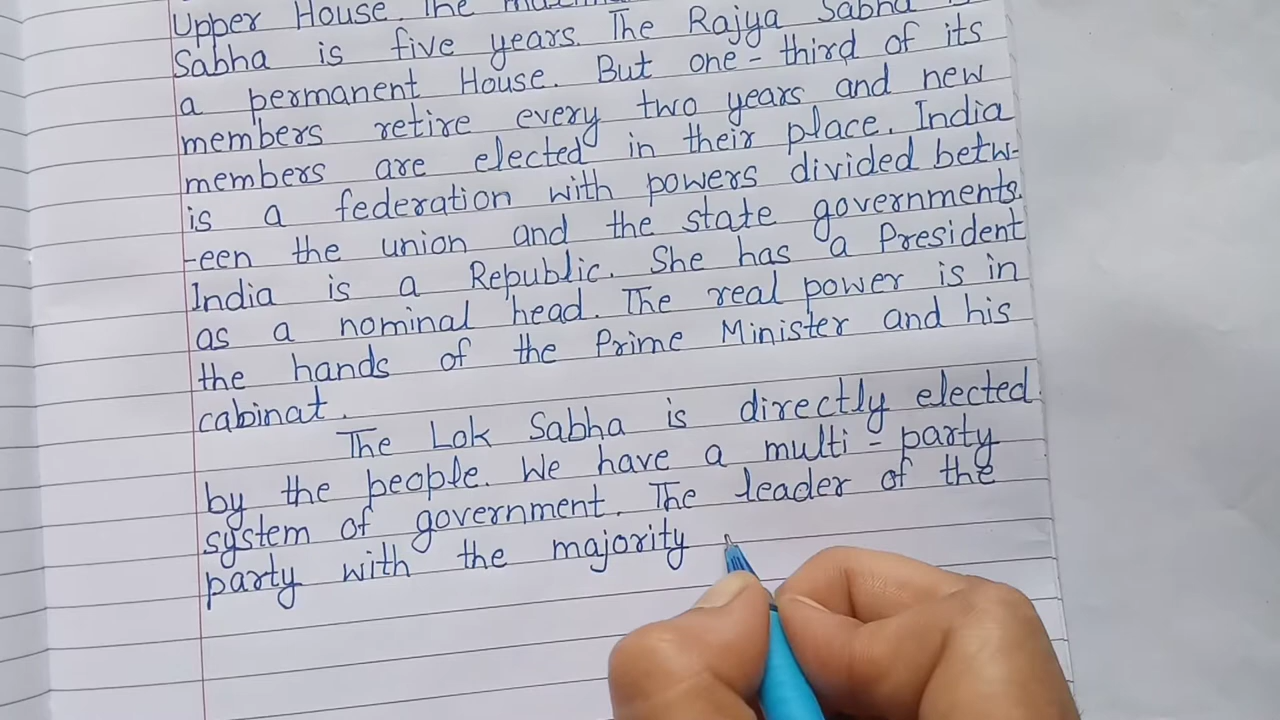 Upper House. The
Sabha is five years. The Rajya Sabha
a permanent House. But one-third of its
members retire every two years and new
members are elected in their place. India
is a federation with powers divided betw-
-een the union and the state governments.
India is a Republic. She has a President
as a nominal head. The real power is in
the hands of the Prime Minister and his
cabinat.
The Lok Sabha is directly elected
by the people. We have a multi-party
system of government. The leader of the
party with the majority